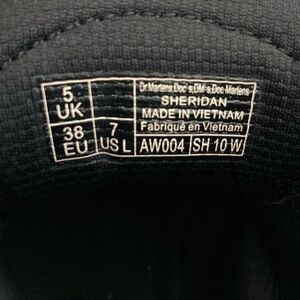 5
UK
38
EU
7
US L
Dr.Martens.Doc's.DM's.Doc Martens
SHERIDAN
MADE IN VIETNAM
Fabriqué en Vietnam
AW004
SH 10 W